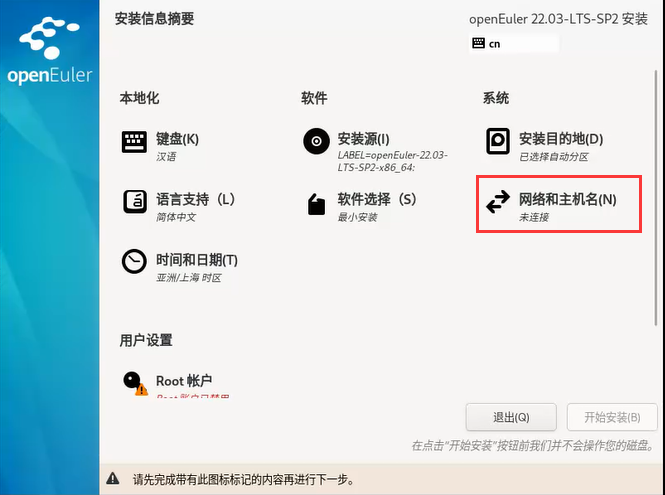 安装信息摘要
openEuler 22.03-LTS-SP2 安装
cn
openEuler
本地化
软件
系统
键盘(K)
汉语
安装源(I)
LABEL=openEuler-22.03-
LTS-SP2-x86_64:
安装目的地(D)
已选择自动分区
语言支持（L）
简体中文
软件选择（S）
最小安装
网络和主机名(N)
未连接
时间和日期(T)
亚洲/上海 时区
用户设置
Root 帐户
退出(Q)
开始安装(B)
在点击"开始安装"按钮前我们并不会操作您的磁盘。
请先完成带有此图标标记的内容再进行下一步。